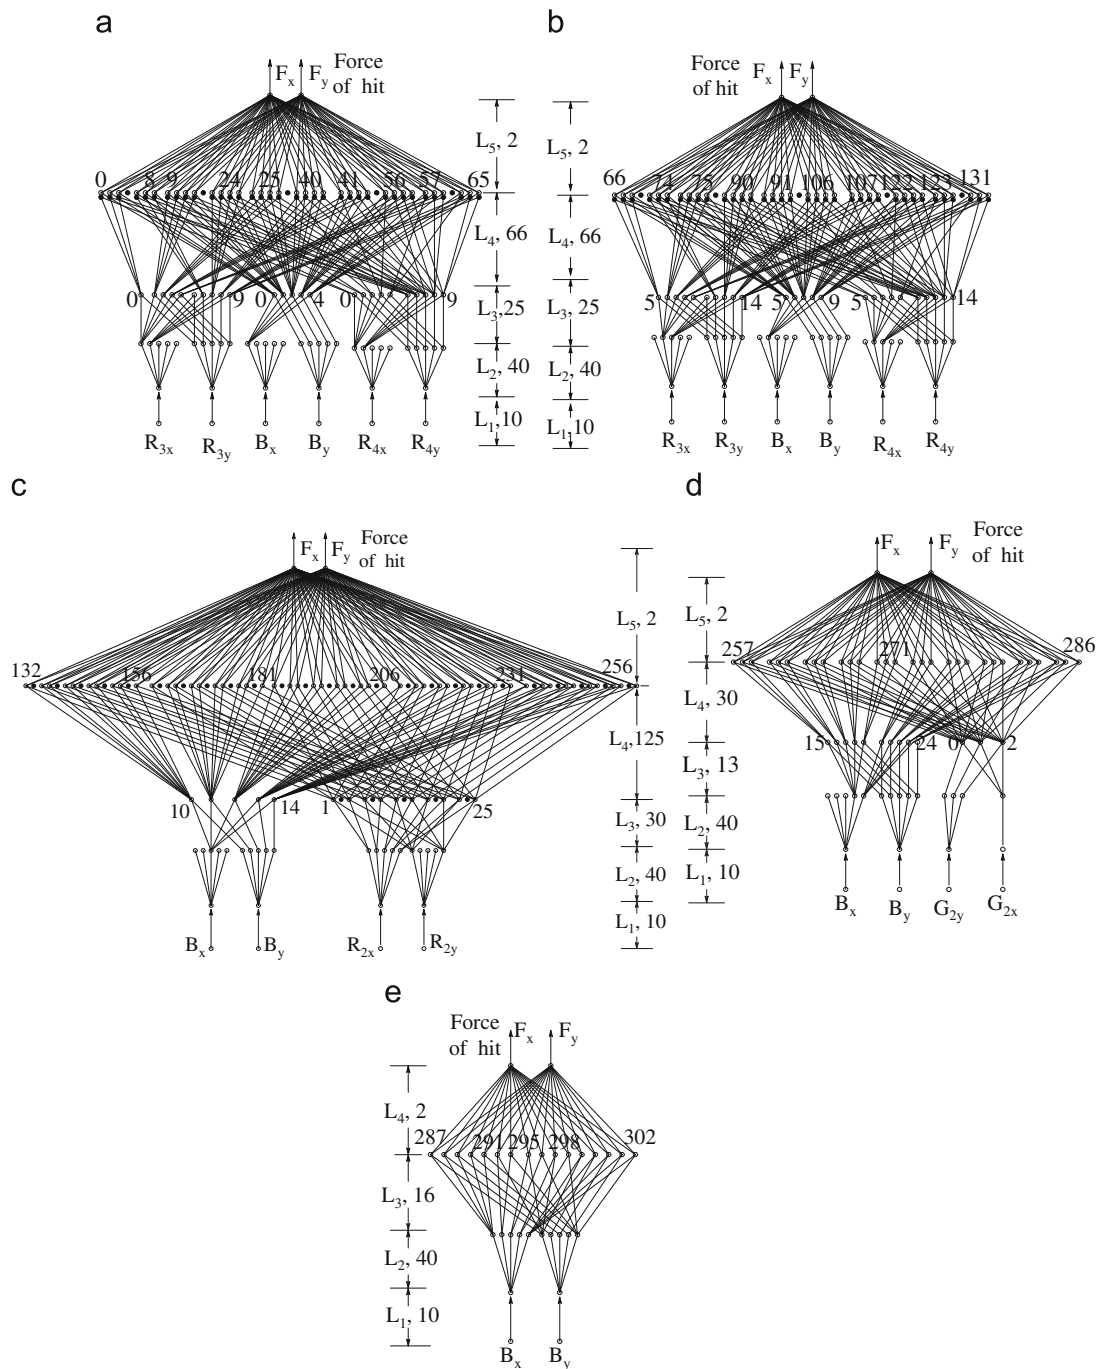 a
b
Force of hit
F_x F_y
Force of hit
F_x F_y
L_5, 2
L_5, 2
0 8 9 24 25 40 41 56 57 65
66 74 75 90 91 106 107 122 123 131
L_4, 66
L_4, 66
0 9 0 4 0 9
5 14 5 9 5 14
L_3, 25
L_3, 25
L_2, 40
L_2, 40
L_1, 10
L_1, 10
R_3x R_3y B_x B_y R_4x R_4y
R_3x R_3y B_x B_y R_4x R_4y
c
d
F_x F_y
Force of hit
F_x F_y
Force of hit
L_5, 2
L_5, 2
132 156 181 206 231 256
257 271 286
L_4, 125
L_4, 30
10 14 1 25
15 24 0 2
L_3, 30
L_3, 13
L_2, 40
L_2, 40
L_1, 10
L_1, 10
B_x B_y R_2x R_2y
B_x B_y G_2y G_2x
e
Force of hit
F_x F_y
L_4, 2
287 291 295 298 302
L_3, 16
L_2, 40
L_1, 10
B_x B_y